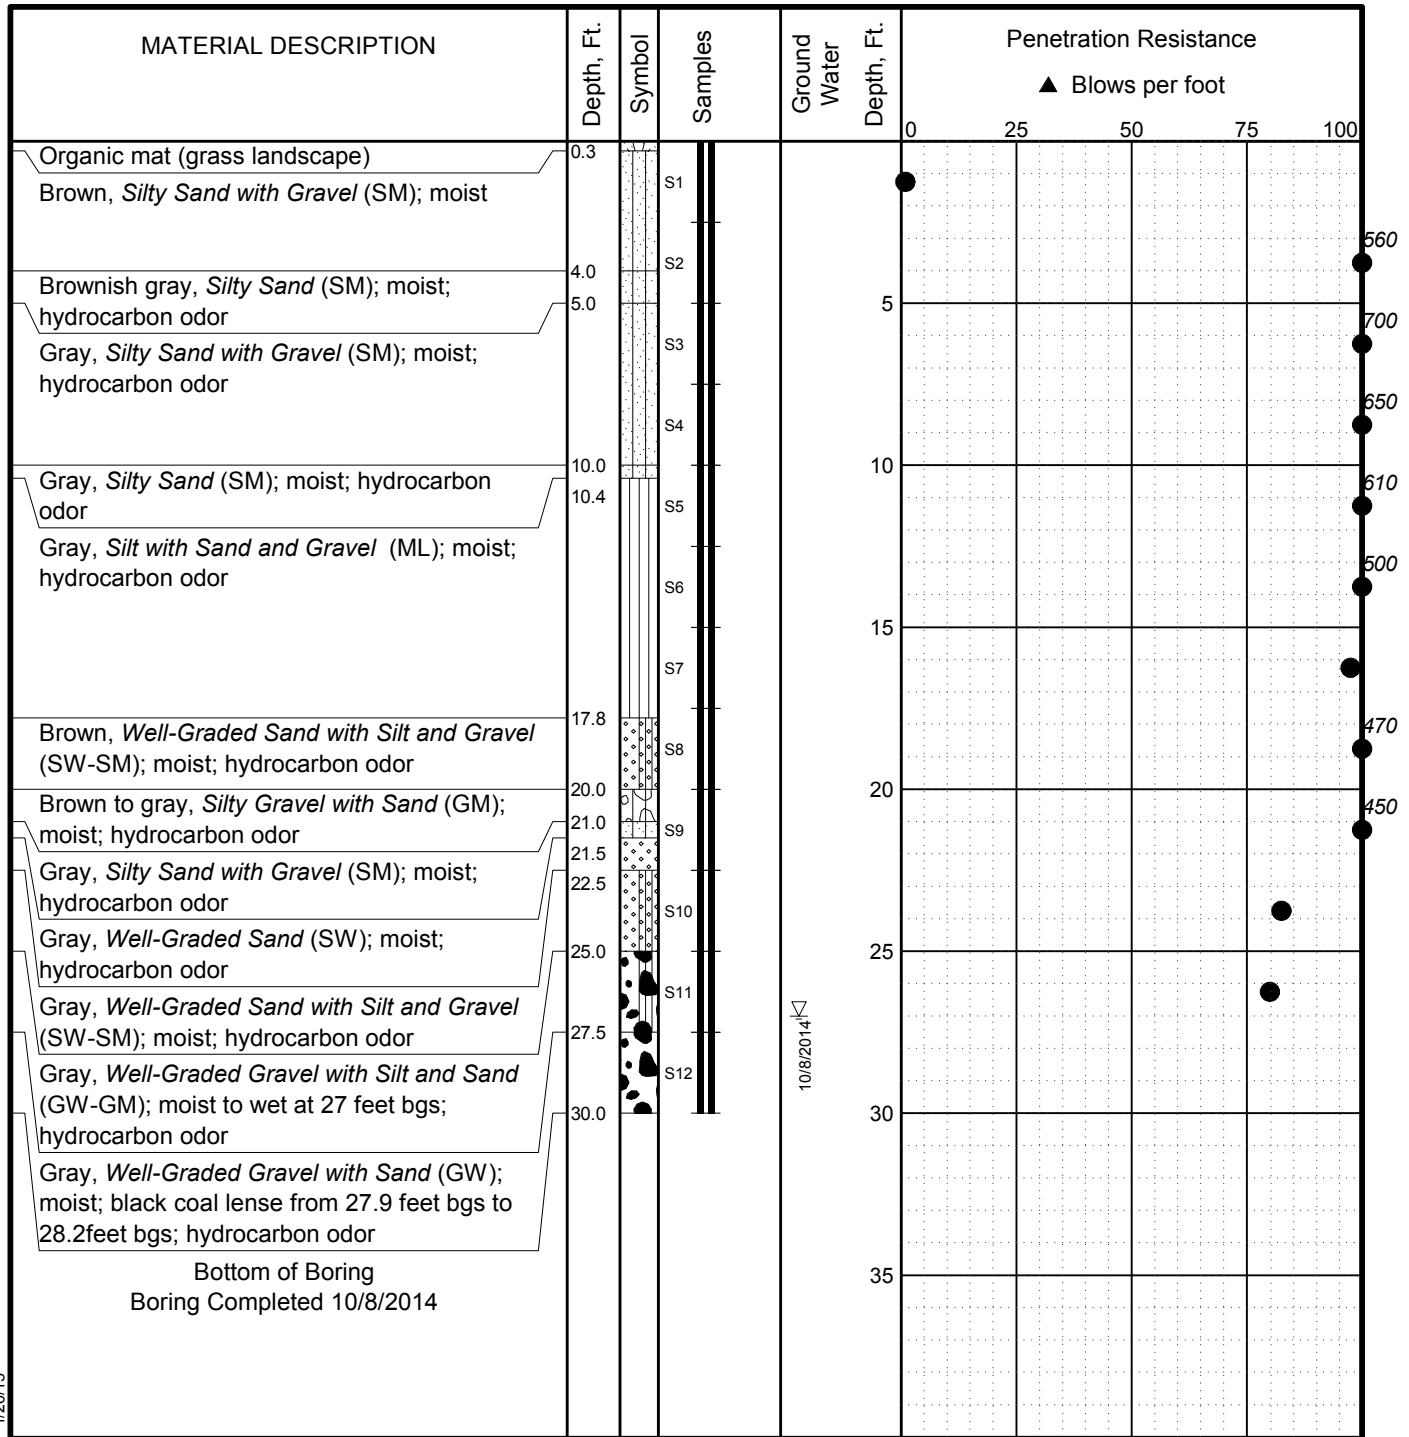 MATERIAL DESCRIPTION
Depth, Ft.
Symbol
Samples
Ground
Water
Depth, Ft.
Penetration Resistance
▲ Blows per foot
0 25 50 75 100
Organic mat (grass landscape)
0.3
Brown, Silty Sand with Gravel (SM); moist
S1
560
S2
4.0
Brownish gray, Silty Sand (SM); moist;
hydrocarbon odor
5.0
5
700
Gray, Silty Sand with Gravel (SM); moist;
hydrocarbon odor
S3
650
S4
10.0
10
Gray, Silty Sand (SM); moist; hydrocarbon
odor
10.4
610
S5
Gray, Silt with Sand and Gravel (ML); moist;
hydrocarbon odor
500
S6
15
S7
17.8
Brown, Well-Graded Sand with Silt and Gravel
(SW-SM); moist; hydrocarbon odor
470
S8
20.0
20
Brown to gray, Silty Gravel with Sand (GM);
moist; hydrocarbon odor
450
21.0
S9
21.5
Gray, Silty Sand with Gravel (SM); moist;
hydrocarbon odor
22.5
S10
Gray, Well-Graded Sand (SW); moist;
hydrocarbon odor
25.0
25
Gray, Well-Graded Sand with Silt and Gravel
(SW-SM); moist; hydrocarbon odor
S11
27.5
10/8/2014
Gray, Well-Graded Gravel with Silt and Sand
(GW-GM); moist to wet at 27 feet bgs;
hydrocarbon odor
S12
30.0
30
Gray, Well-Graded Gravel with Sand (GW);
moist; black coal lense from 27.9 feet bgs to
28.2feet bgs; hydrocarbon odor
35
Bottom of Boring
Boring Completed 10/8/2014